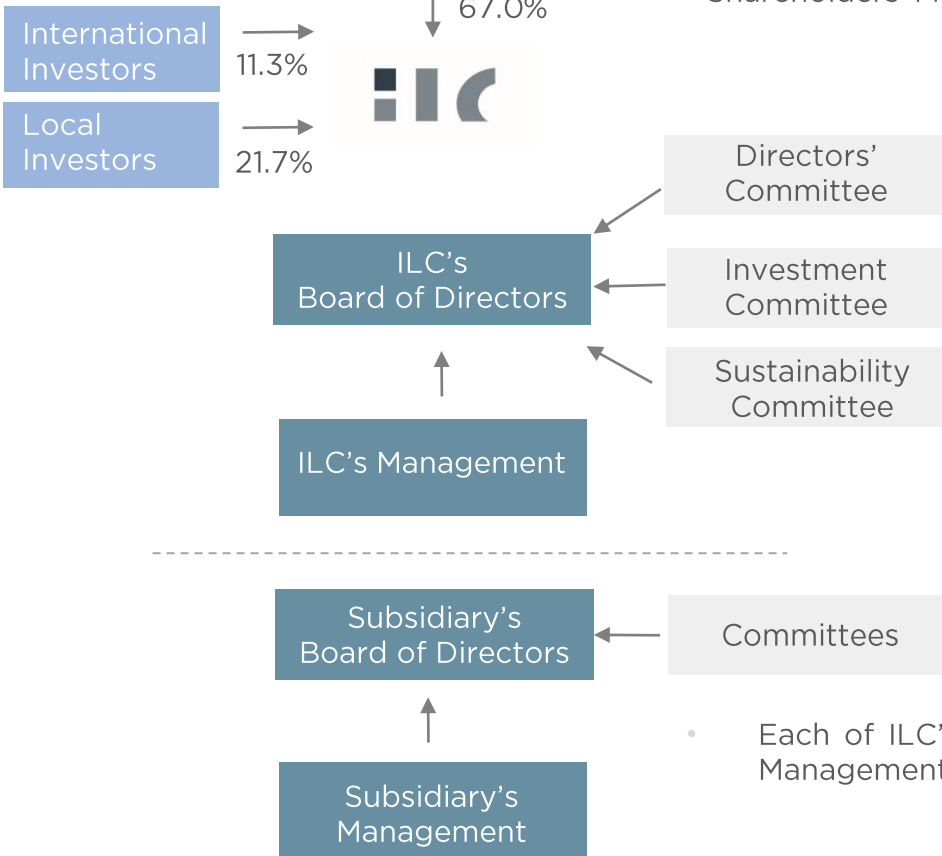 67.0%
International
Investors
11.3%
ilc
Local
Investors
21.7%
Directors'
Committee
ILC's
Board of Directors
Investment
Committee
Sustainability
Committee
ILC's Management
Subsidiary's
Board of Directors
Committees
Each of ILC'
Management
Subsidiary's
Management